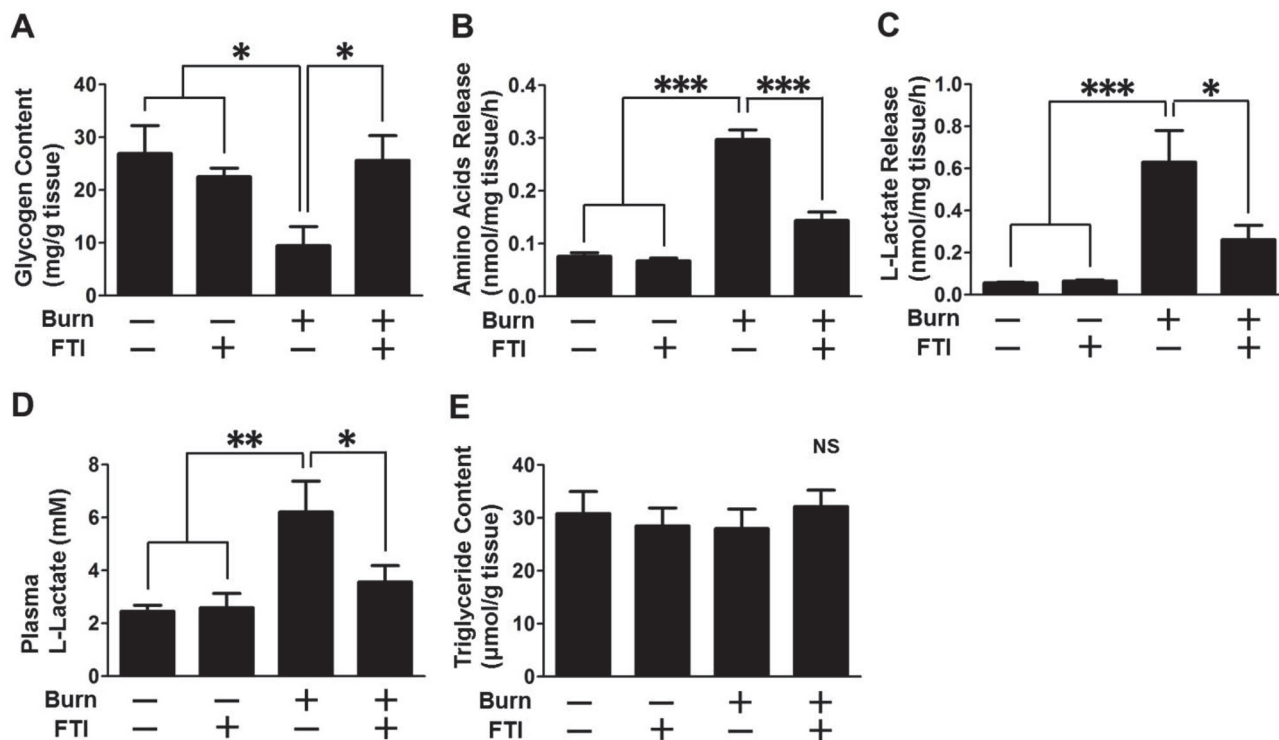 A
Glycogen Content
(mg/g tissue)
40
30
20
10
0
* *
Burn — — + +
FTI — + — +
B
Amino Acids Release
(nmol/mg tissue/h)
0.4
0.3
0.2
0.1
0.0
*** ***
Burn — — + +
FTI — + — +
C
L-Lactate Release
(nmol/mg tissue/h)
1.0
0.8
0.6
0.4
0.2
0.0
*** *
Burn — — + +
FTI — + — +
D
Plasma
L-Lactate (mM)
8
6
4
2
0
** *
Burn — — + +
FTI — + — +
E
Triglyceride Content
(μmol/g tissue)
40
30
20
10
0
NS
Burn — — + +
FTI — + — +